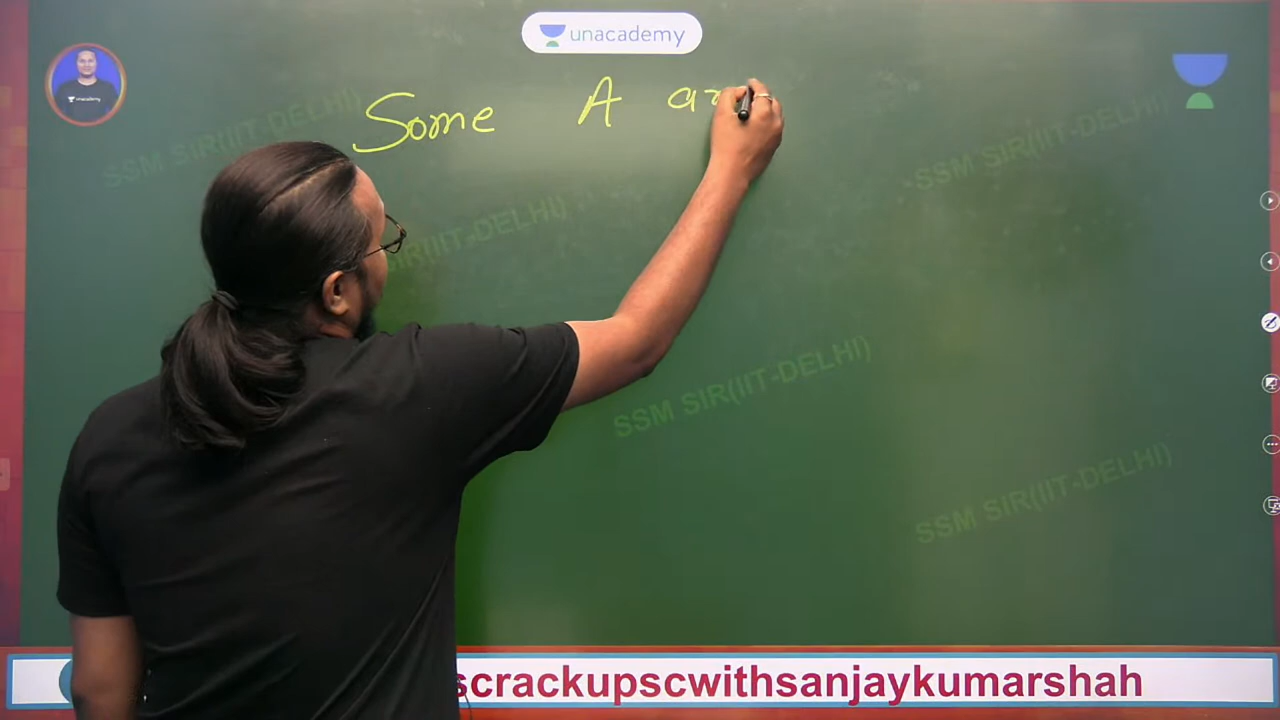 unacademy
Some A ar
SSM SIR(IIT-DELHI)
SSM SIR(IIT-DELHI)
SIR(IIT-DELHI)
SSM SIR(IIT-DELHI)
SSM SIR(IIT-DELHI)
scrackupscwithsanjaykumarshah